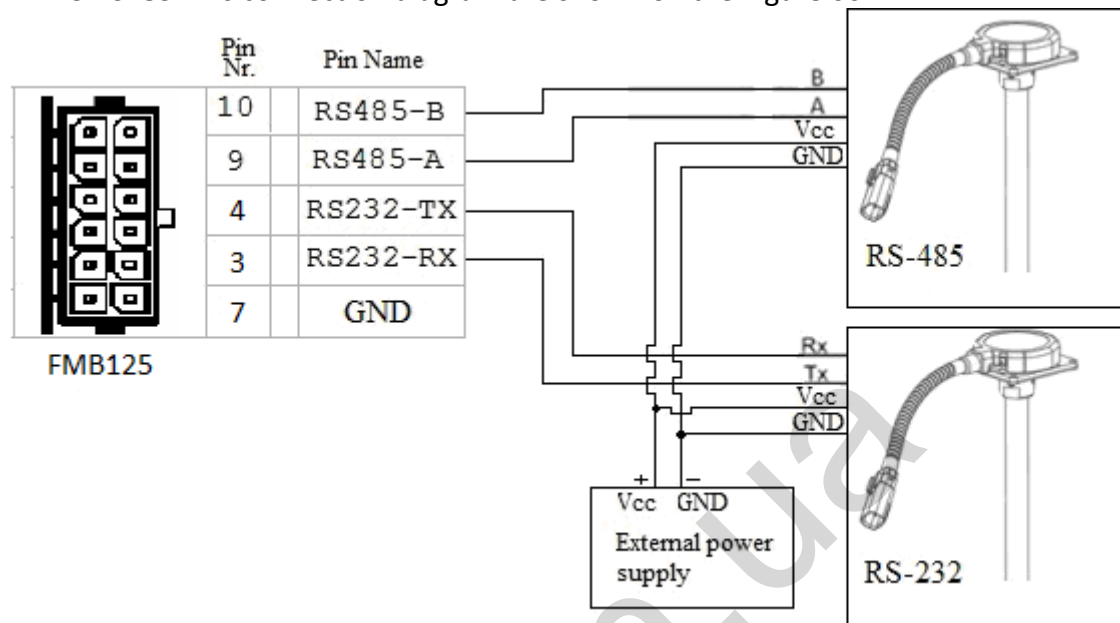 Pin
Nr.
Pin Name
10 RS485-B
9 RS485-A
4 RS232-TX
3 RS232-RX
7 GND
FMB125
B
A
Vcc
GND
RS-485
Rx
Tx
Vcc
GND
RS-232
+ −
Vcc GND
External power
supply
.ua